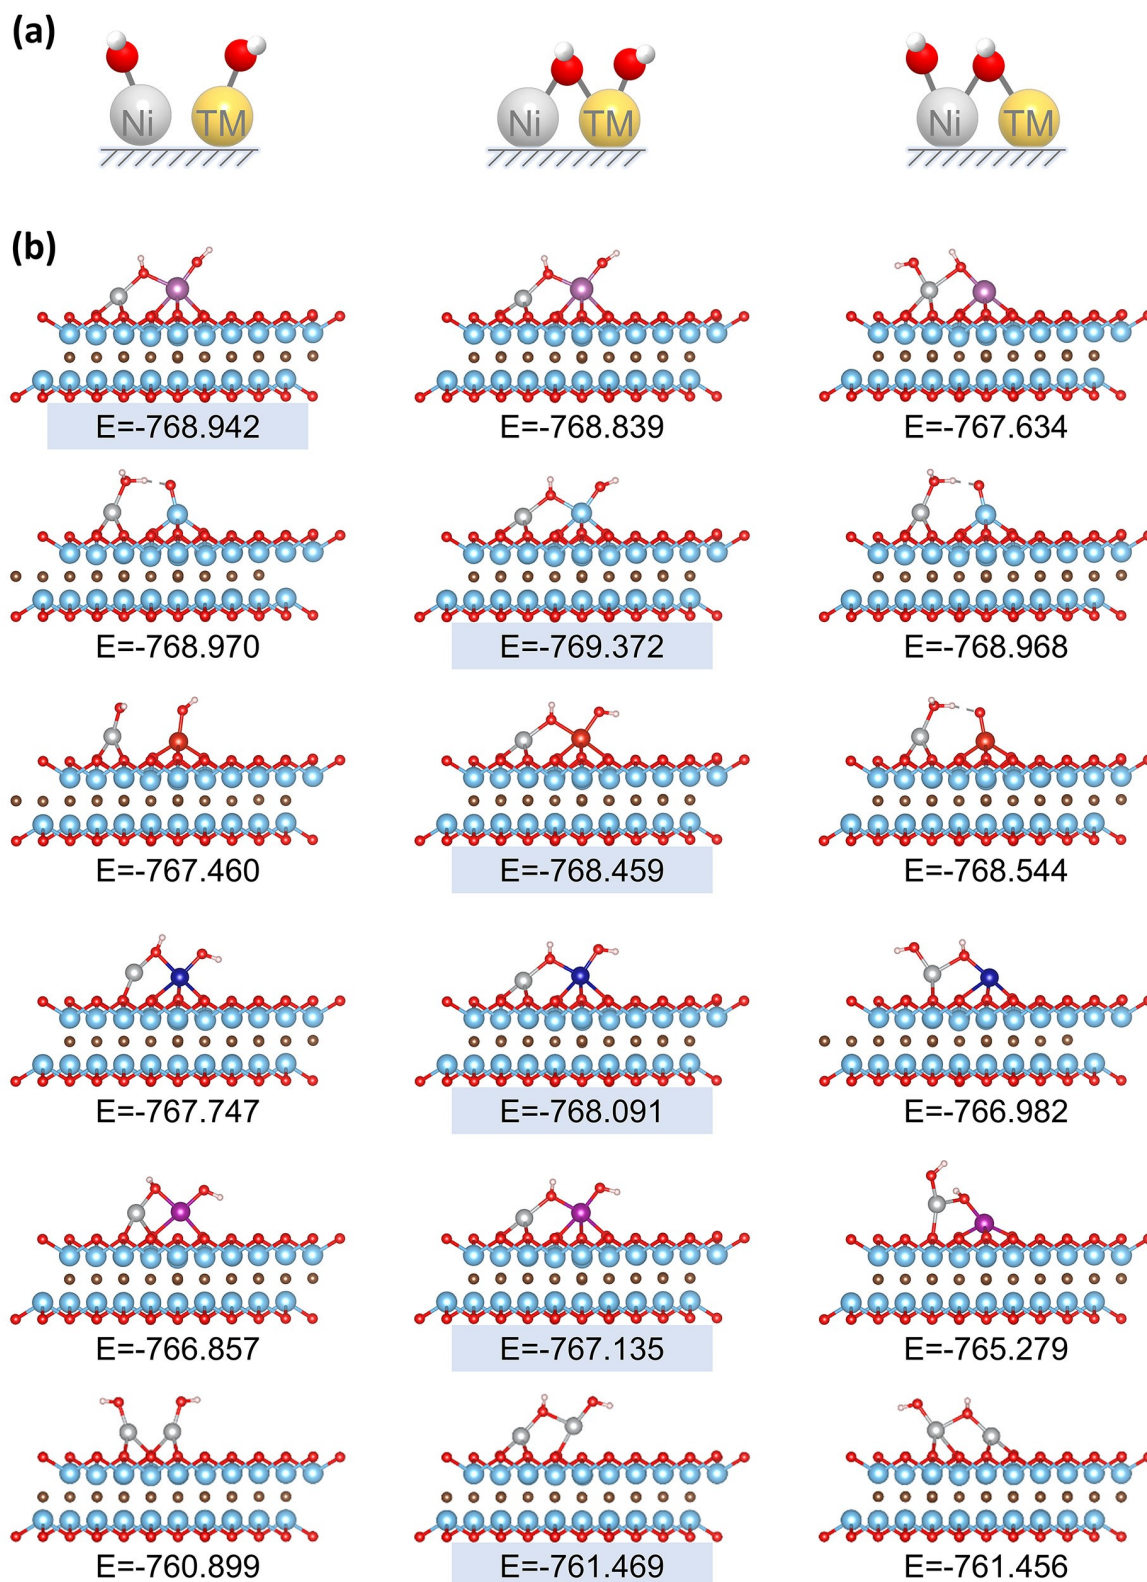 (a)
Ni TM Ni TM Ni TM
(b)
E=-768.942 E=-768.839 E=-767.634
E=-768.970 E=-769.372 E=-768.968
E=-767.460 E=-768.459 E=-768.544
E=-767.747 E=-768.091 E=-766.982
E=-766.857 E=-767.135 E=-765.279
E=-760.899 E=-761.469 E=-761.456